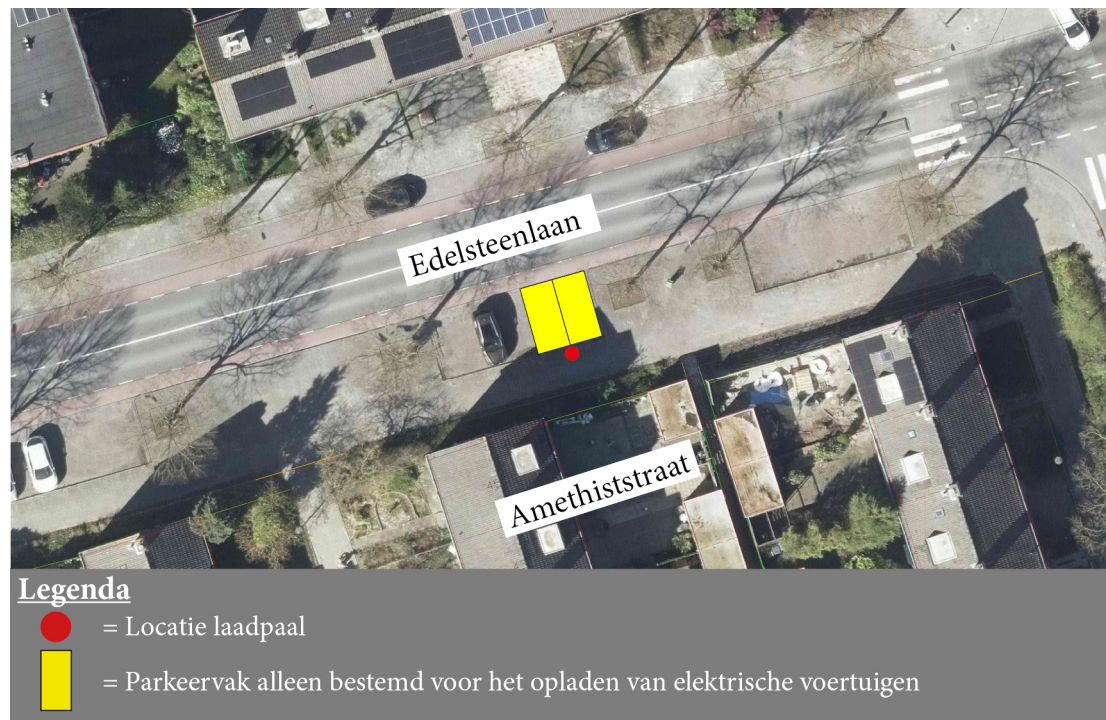 Edelsteenlaan
Amethiststraat
Legenda
= Locatie laadpaal
= Parkeervak alleen bestemd voor het opladen van elektrische voertuigen